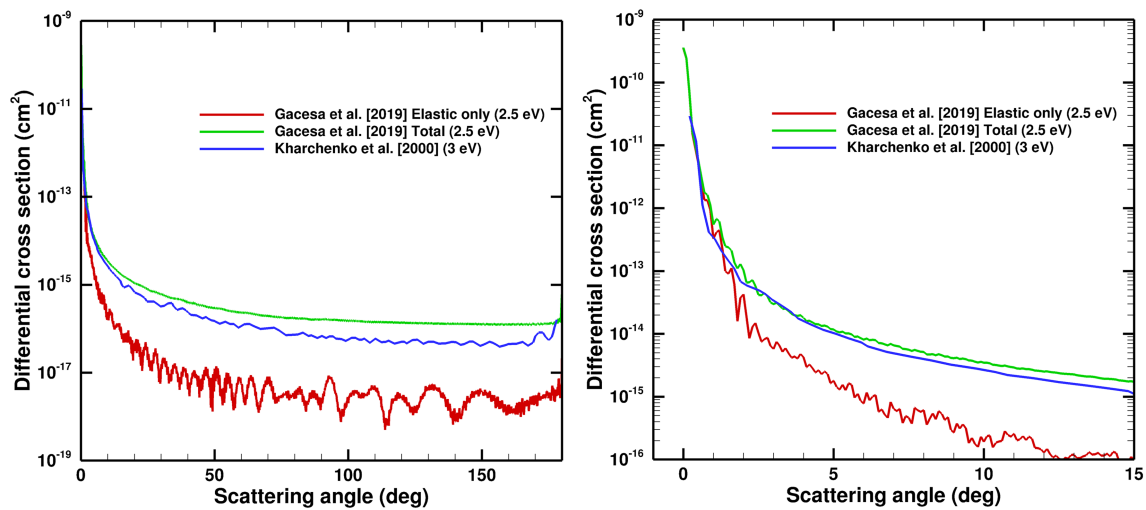 10^-9
10^-11
10^-13
10^-15
10^-17
10^-19
Differential cross section (cm^2)
Gacesa et al. [2019] Elastic only (2.5 eV)
Gacesa et al. [2019] Total (2.5 eV)
Kharchenko et al. [2000] (3 eV)
0 50 100 150
Scattering angle (deg)
10^-9
10^-10
10^-11
10^-12
10^-13
10^-14
10^-15
10^-16
Differential cross section (cm^2)
Gacesa et al. [2019] Elastic only (2.5 eV)
Gacesa et al. [2019] Total (2.5 eV)
Kharchenko et al. [2000] (3 eV)
0 5 10 15
Scattering angle (deg)